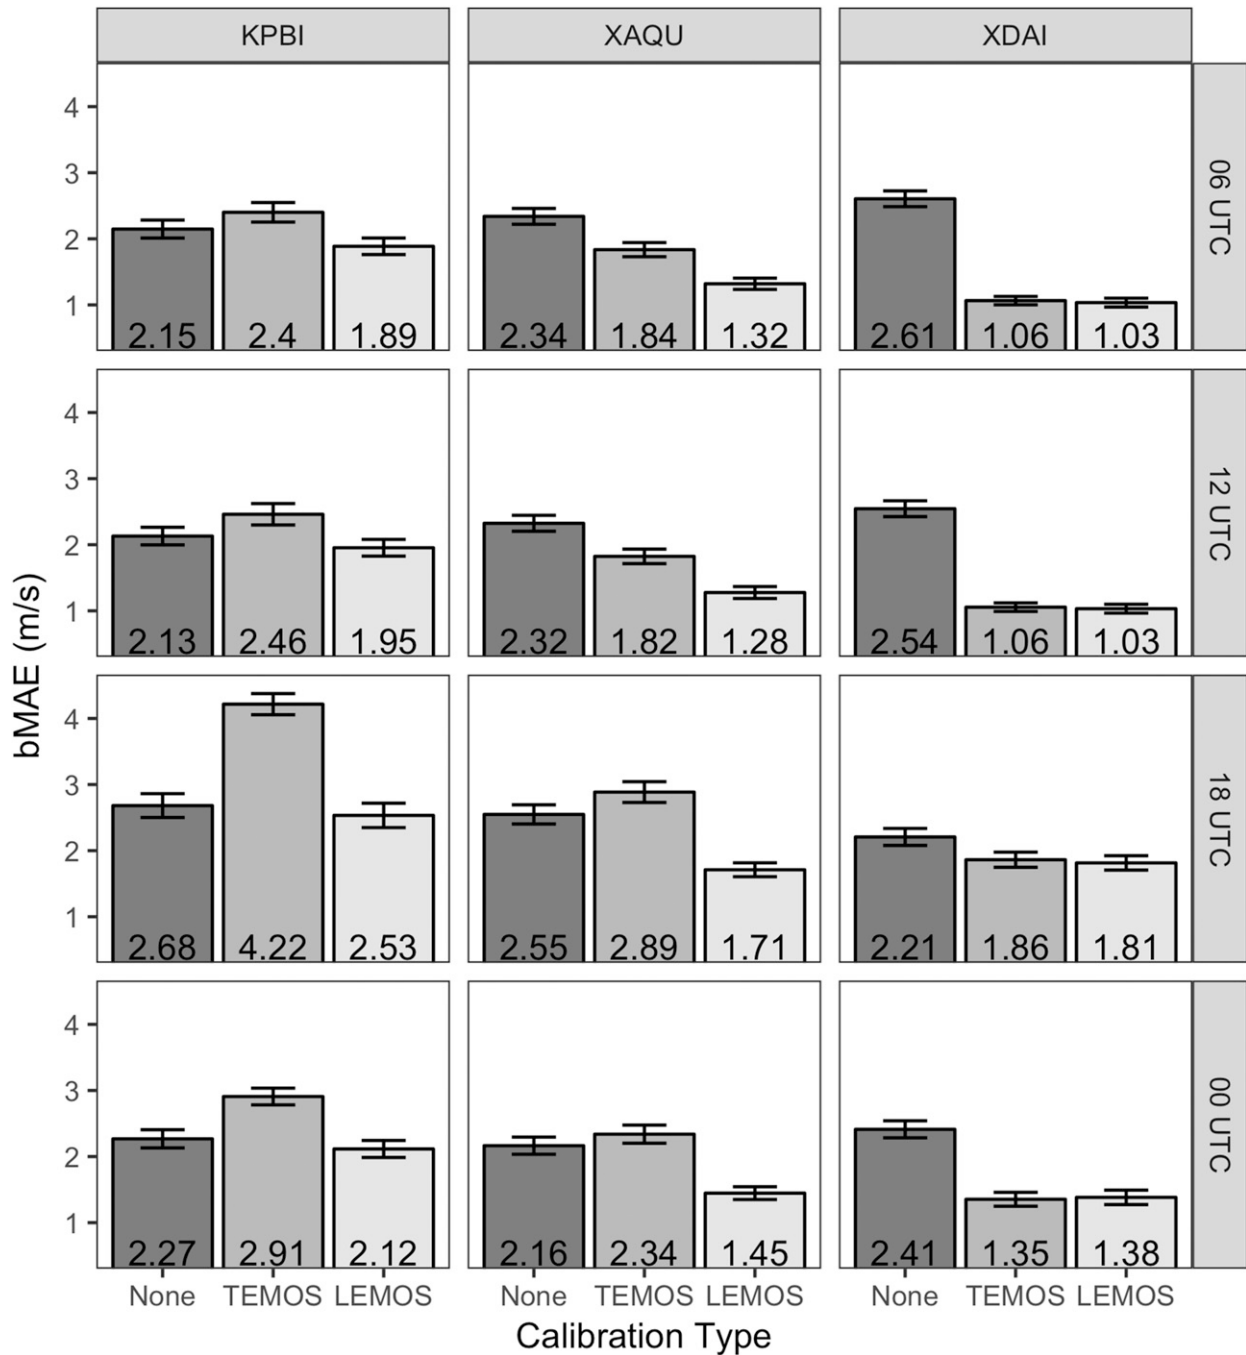 KPBI XAQU XDAI
4
3
2
1
2.15 2.4 1.89 2.34 1.84 1.32 2.61 1.06 1.03
06 UTC
4
3
2
1
2.13 2.46 1.95 2.32 1.82 1.28 2.54 1.06 1.03
12 UTC
bMAE (m/s)
4
3
2
1
2.68 4.22 2.53 2.55 2.89 1.71 2.21 1.86 1.81
18 UTC
4
3
2
1
2.27 2.91 2.12 2.16 2.34 1.45 2.41 1.35 1.38
00 UTC
None TEMOS LEMOS None TEMOS LEMOS None TEMOS LEMOS
Calibration Type